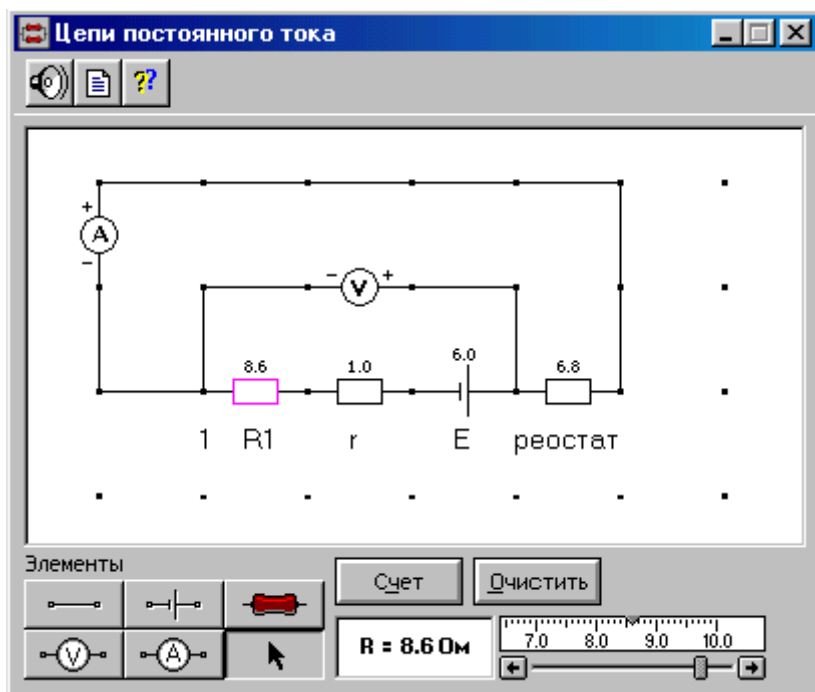 Цепи постоянного тока
??
+
A
−
− V +
8.6 1.0 6.0 6.8
1 R1 r E реостат
Элементы
Счет Очистить
V A
R = 8.6 Ом
7.0 8.0 9.0 10.0